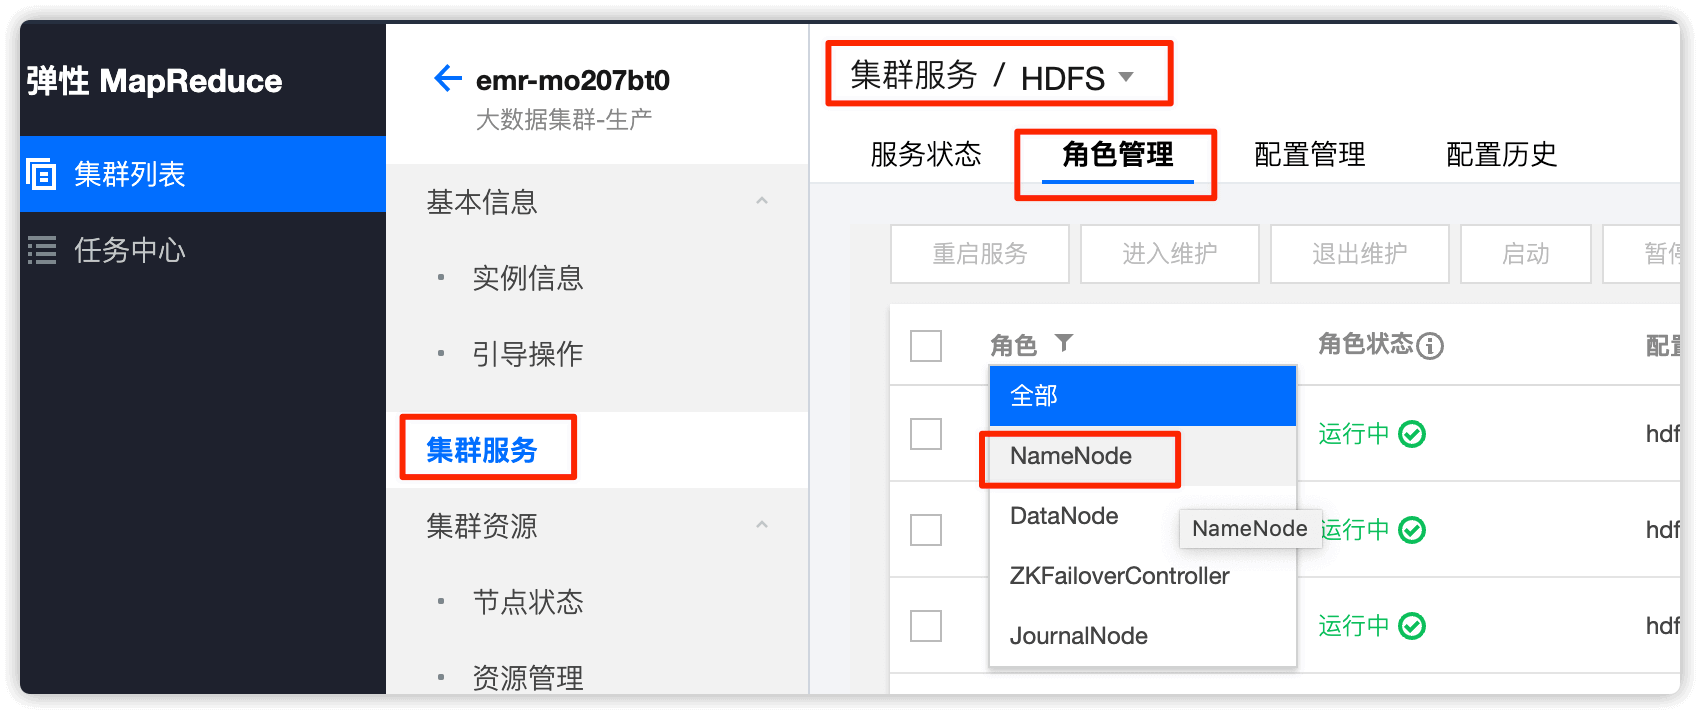 弹性 MapReduce
集群列表
任务中心
emr-mo207bt0
大数据集群-生产
基本信息
实例信息
引导操作
集群服务
集群资源
节点状态
资源管理
集群服务 / HDFS
服务状态 角色管理 配置管理 配置历史
重启服务 进入维护 退出维护 启动 暂停
角色 角色状态 配置
全部
NameNode
DataNode
ZKFailoverController
JournalNode
NameNode
运行中 hdf
运行中 hdf
运行中 hdf